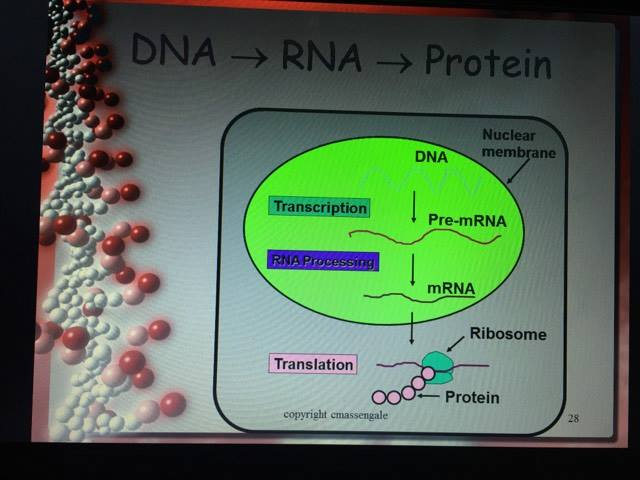 DNA → RNA → Protein
Nuclear
membrane
DNA
Transcription
Pre-mRNA
RNA Processing
mRNA
Ribosome
Translation
Protein
copyright cmassengale
28